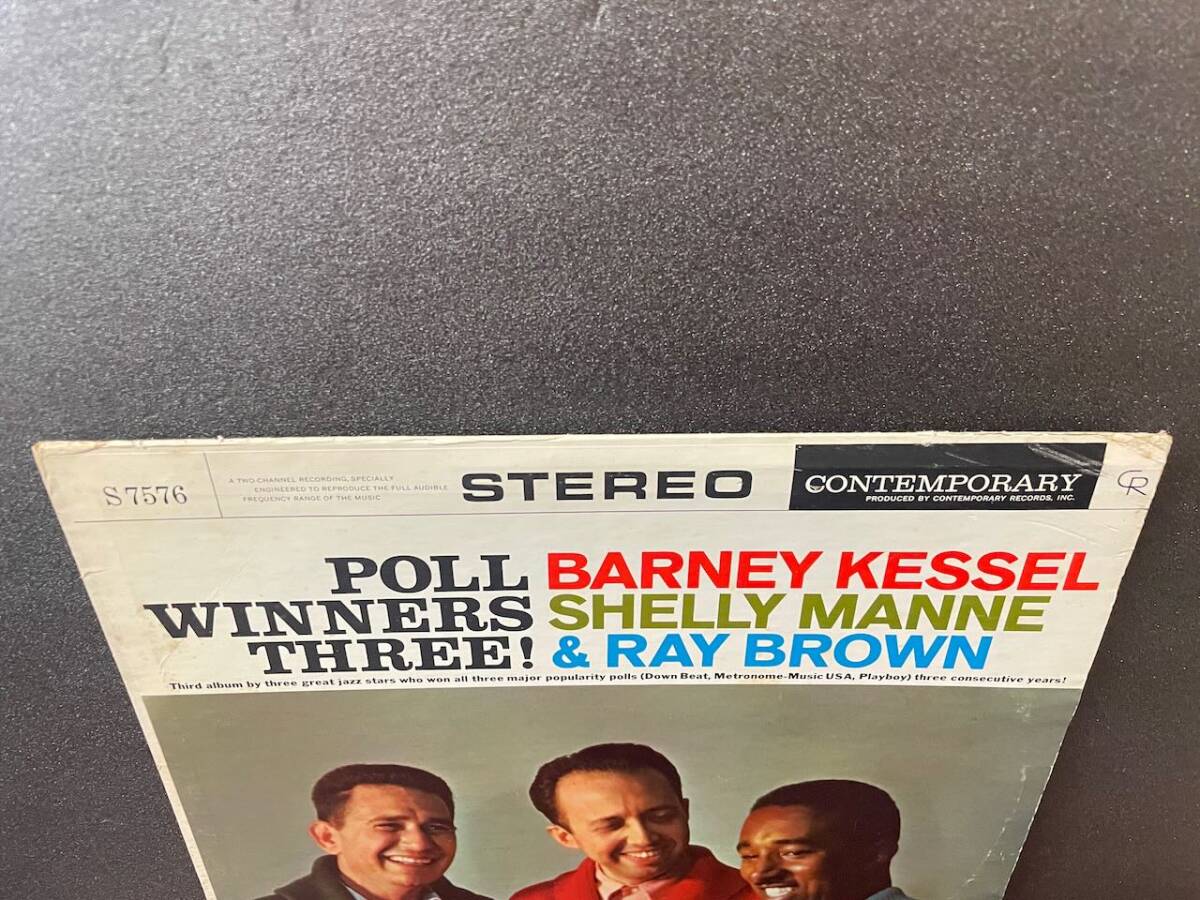 S 7576
A TWO-CHANNEL RECORDING, SPECIALLY
ENGINEERED TO REPRODUCE THE FULL AUDIBLE
FREQUENCY RANGE OF THE MUSIC
STEREO
CONTEMPORARY
PRODUCED BY CONTEMPORARY RECORDS, INC.
CR
POLL
WINNERS
THREE!
BARNEY KESSEL
SHELLY MANNE
& RAY BROWN
Third album by three great jazz stars who won all three major popularity polls (Down Beat, Metronome-Music USA, Playboy) three consecutive years!